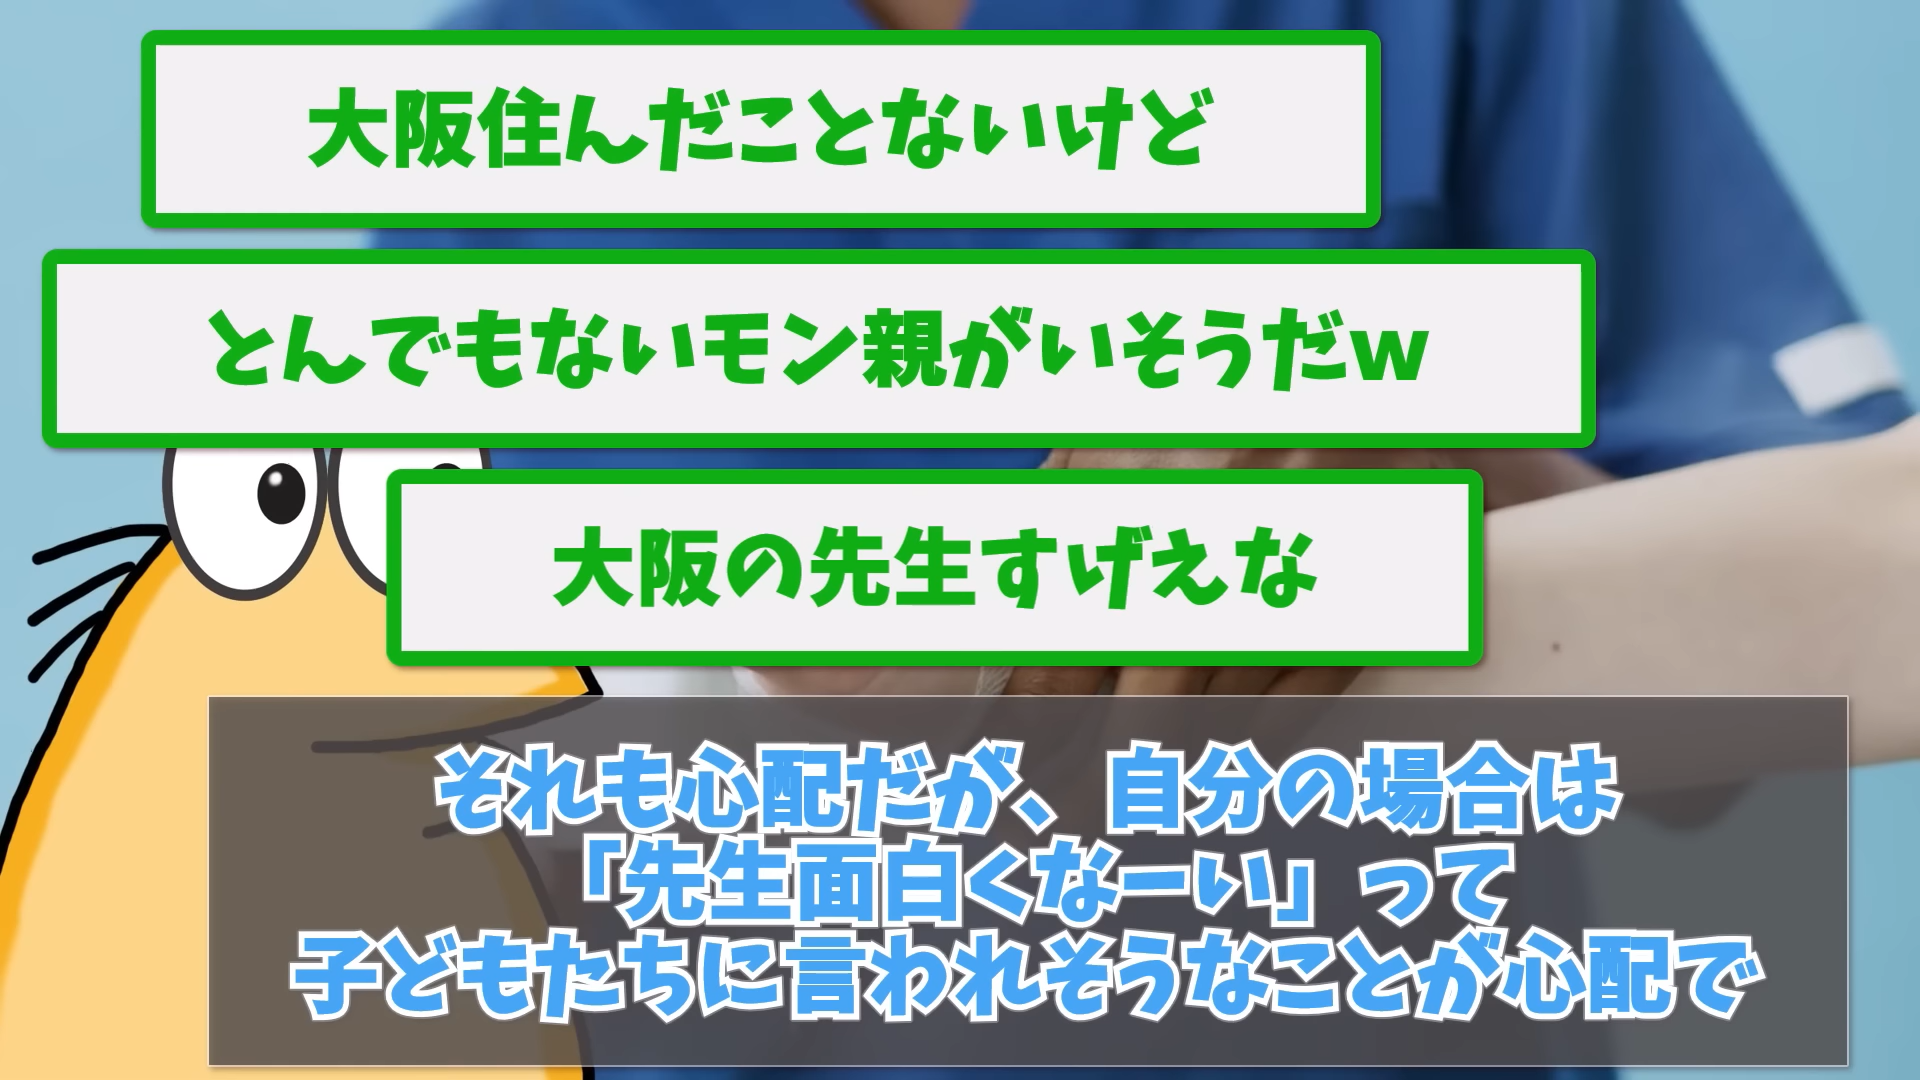 大阪住んだことないけど
とんでもないモン親がいそうだw
大阪の先生すげえな
それも心配だが、自分の場合は
「先生面白くなーい」って
子どもたちに言われそうなことが心配で